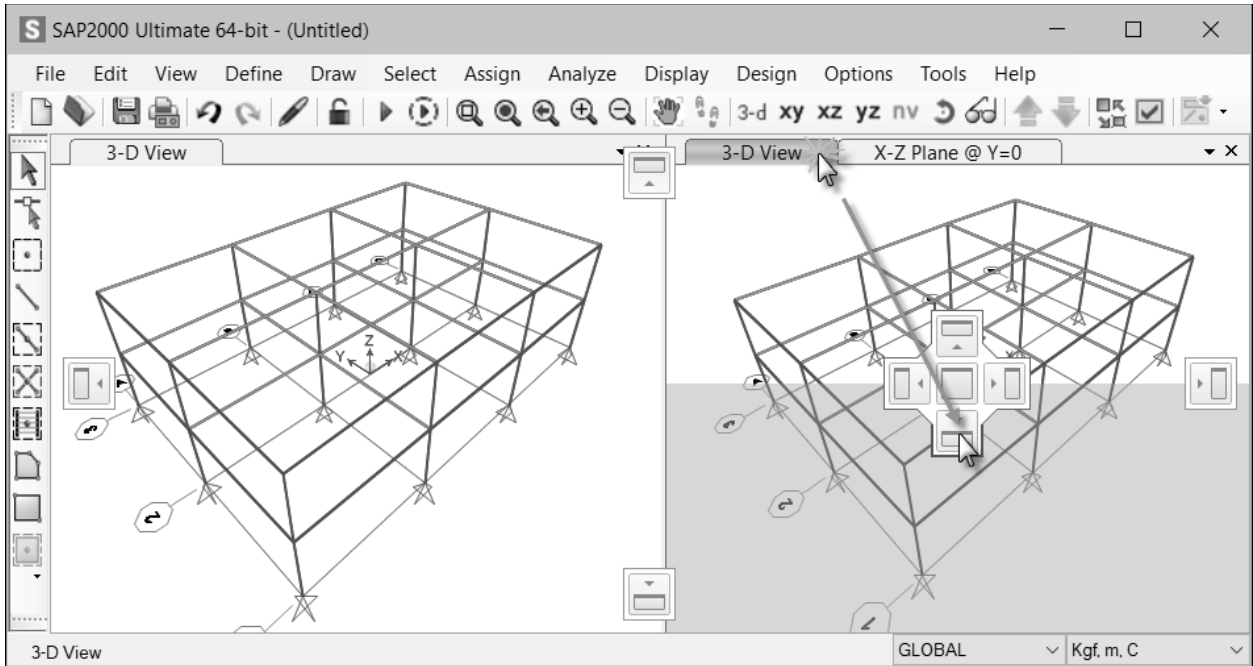 S SAP2000 Ultimate 64-bit - (Untitled)
File Edit View Define Draw Select Assign Analyze Display Design Options Tools Help
3-d xy xz yz nv
3-D View
3-D View X-Z Plane @ Y=0
Z
Y X
3-D View GLOBAL Kgf, m, C